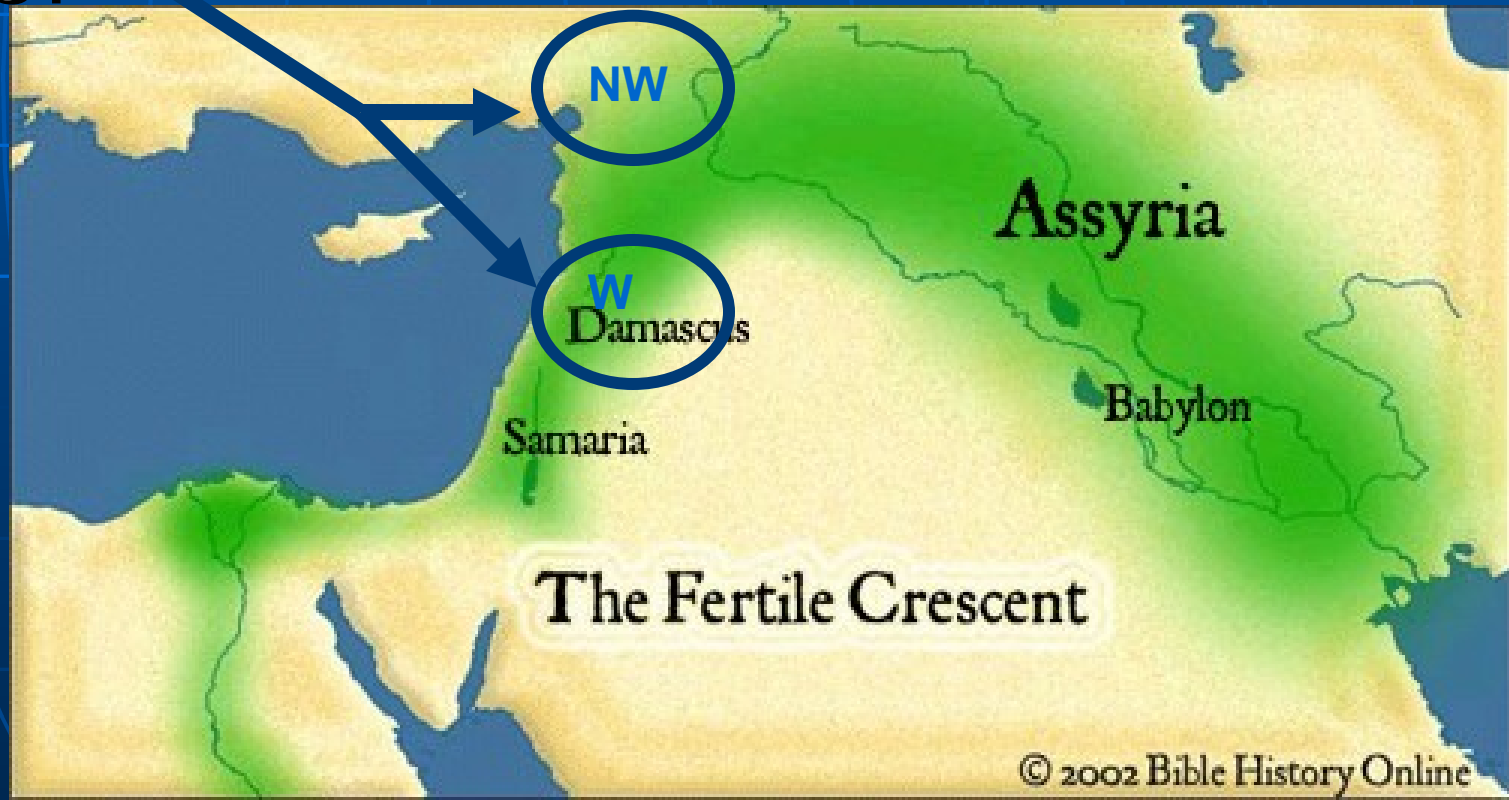 NW
Assyria
W
Damascus
Babylon
Samaria
The Fertile Crescent
© 2002 Bible History Online